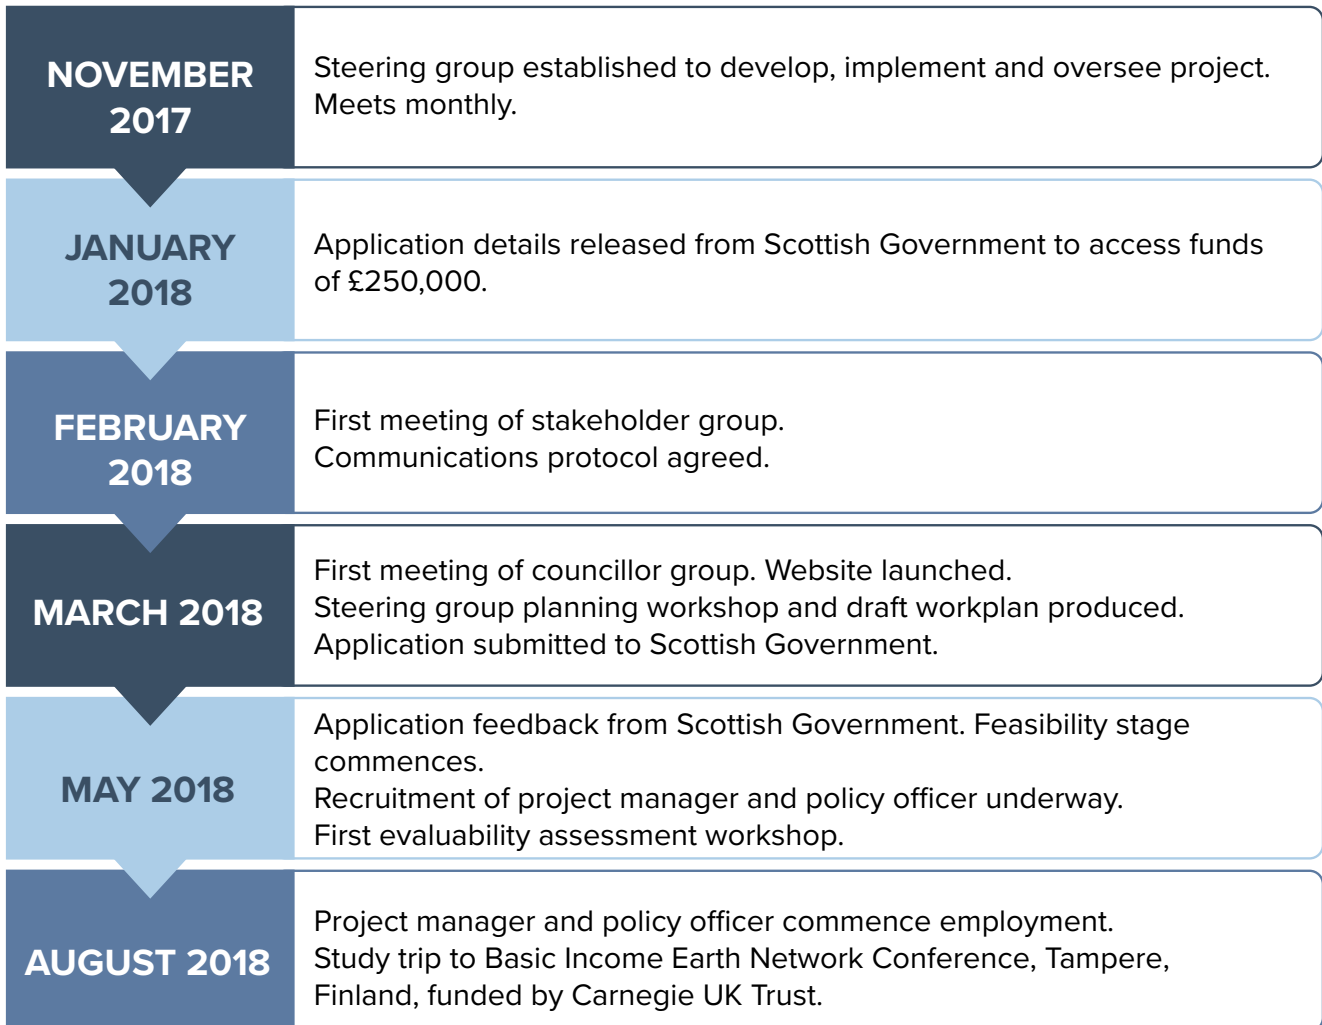 NOVEMBER
2017
Steering group established to develop, implement and oversee project.
Meets monthly.
JANUARY
2018
Application details released from Scottish Government to access funds
of £250,000.
FEBRUARY
2018
First meeting of stakeholder group.
Communications protocol agreed.
MARCH 2018
First meeting of councillor group. Website launched.
Steering group planning workshop and draft workplan produced.
Application submitted to Scottish Government.
MAY 2018
Application feedback from Scottish Government. Feasibility stage
commences.
Recruitment of project manager and policy officer underway.
First evaluability assessment workshop.
AUGUST 2018
Project manager and policy officer commence employment.
Study trip to Basic Income Earth Network Conference, Tampere,
Finland, funded by Carnegie UK Trust.